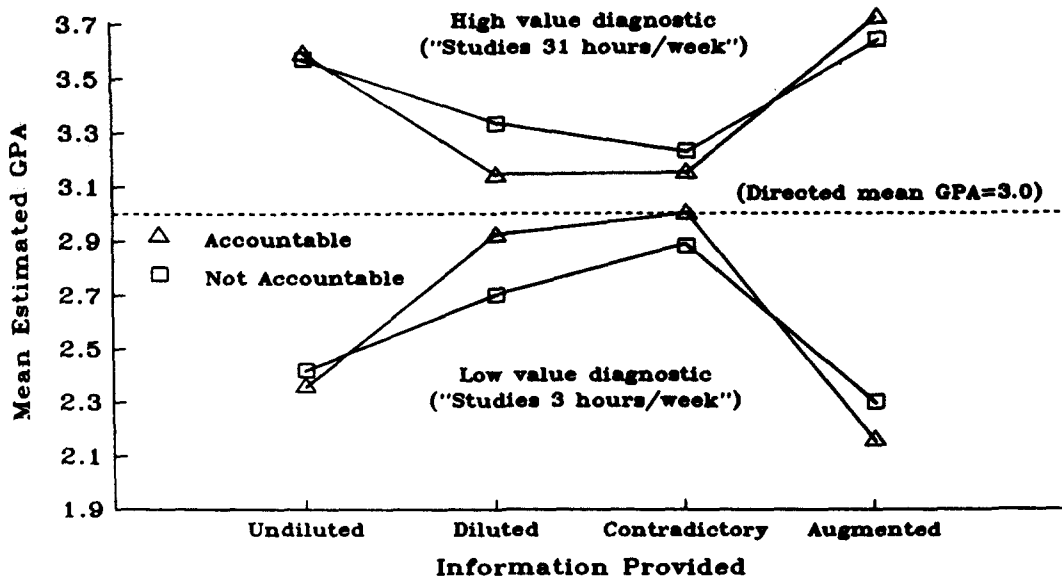 3.7
3.5
3.3
3.1
2.9
2.7
2.5
2.3
2.1
1.9
Mean Estimated GPA
High value diagnostic
("Studies 31 hours/week")
(Directed mean GPA=3.0)
Accountable
Not Accountable
Low value diagnostic
("Studies 3 hours/week")
Undiluted Diluted Contradictory Augmented
Information Provided